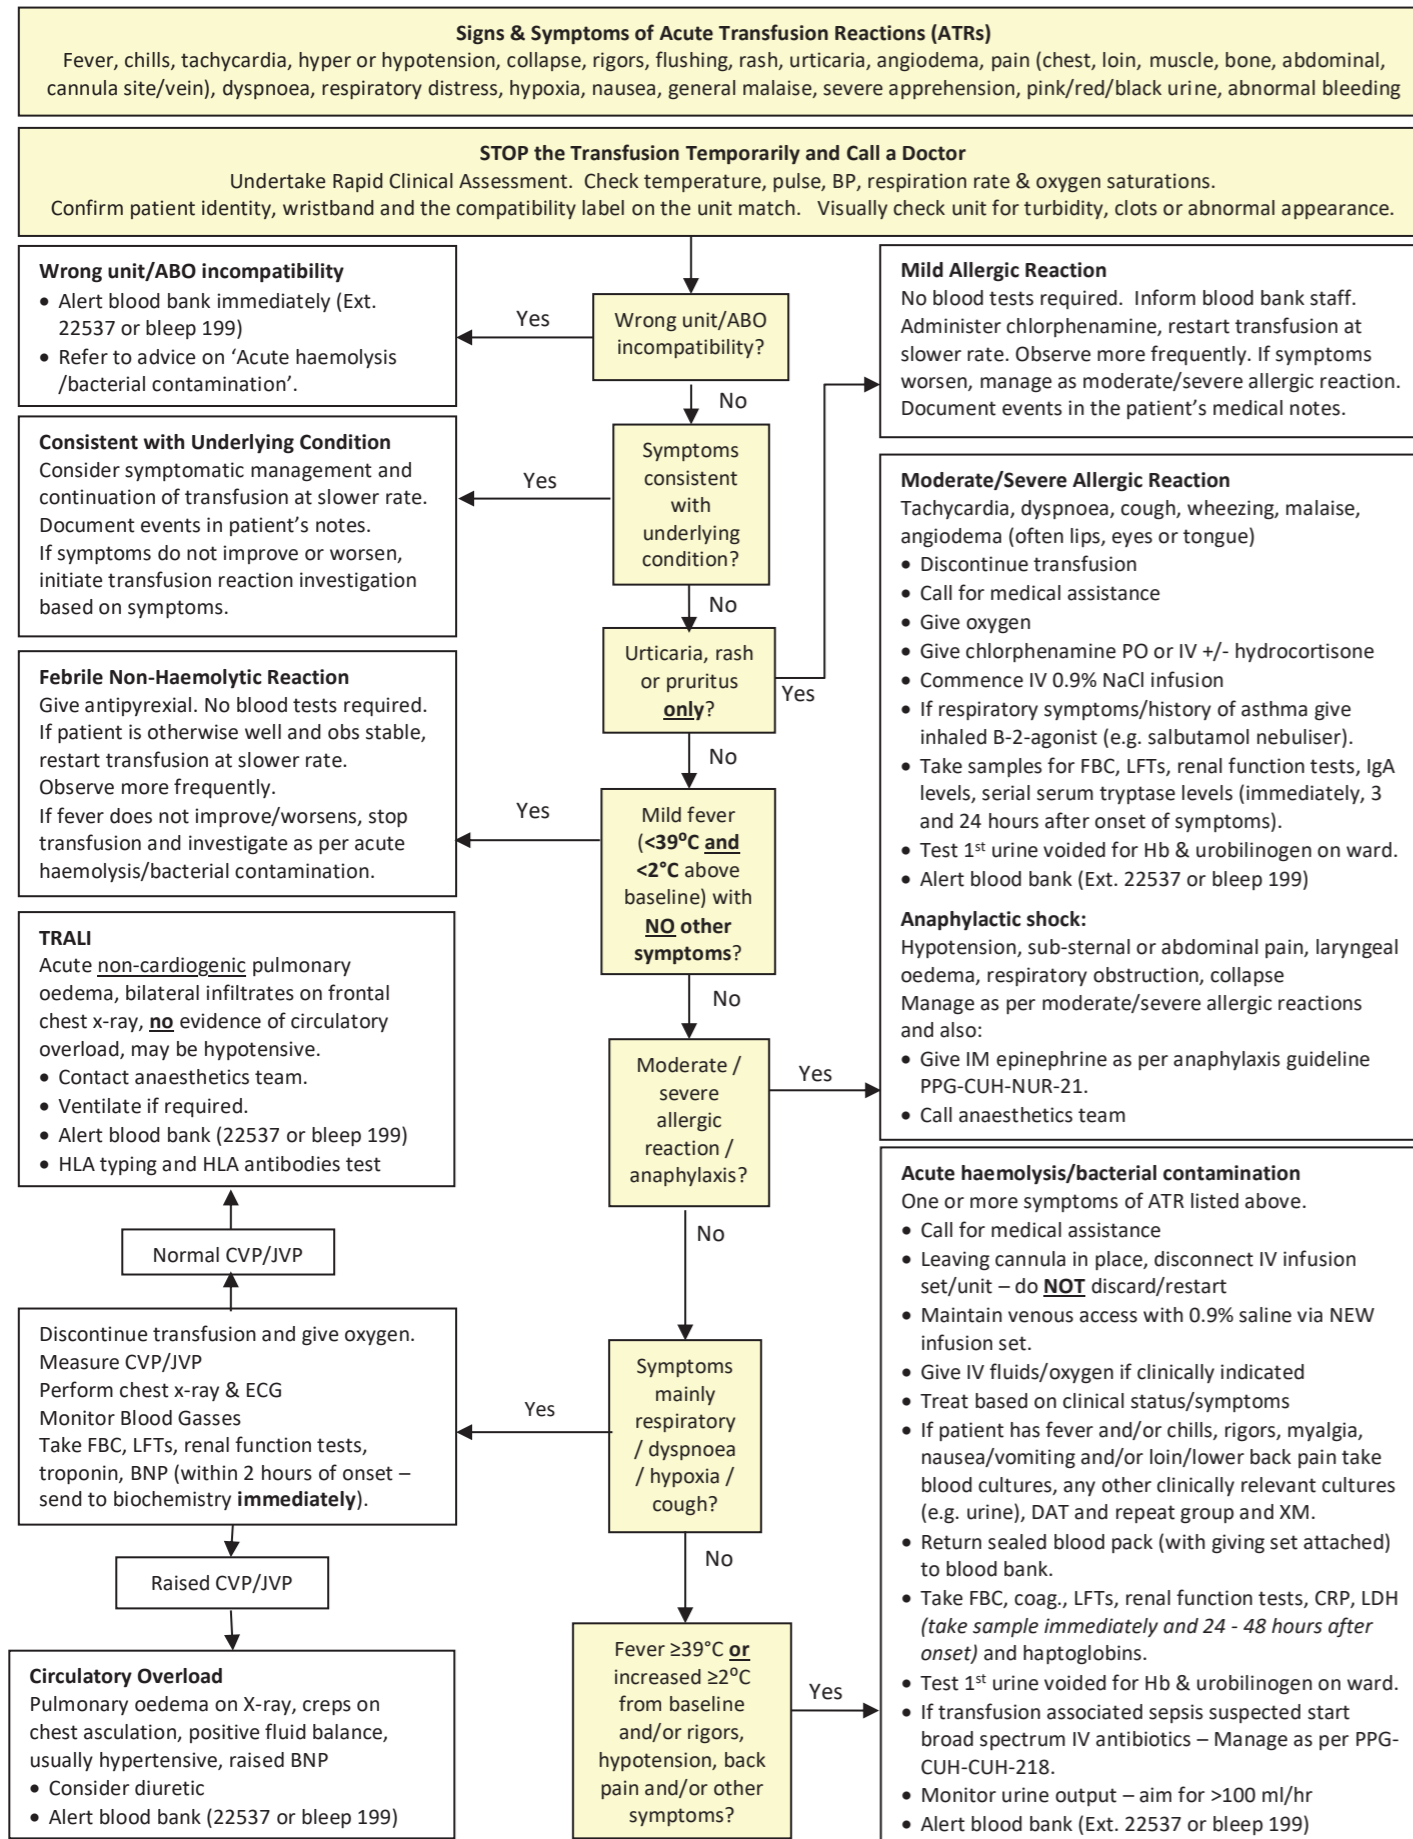 Signs & Symptoms of Acute Transfusion Reactions (ATRs)
Fever, chills, tachycardia, hyper or hypotension, collapse, rigors, flushing, rash, urticaria, angiodema, pain (chest, loin, muscle, bone, abdominal,
cannula site/vein), dyspnoea, respiratory distress, hypoxia, nausea, general malaise, severe apprehension, pink/red/black urine, abnormal bleeding
STOP the Transfusion Temporarily and Call a Doctor
Undertake Rapid Clinical Assessment. Check temperature, pulse, BP, respiration rate & oxygen saturations.
Confirm patient identity, wristband and the compatibility label on the unit match. Visually check unit for turbidity, clots or abnormal appearance.
Wrong unit/ABO incompatibility
• Alert blood bank immediately (Ext.
22537 or bleep 199)
• Refer to advice on ‘Acute haemolysis
/bacterial contamination’.
Yes
Wrong unit/ABO
incompatibility?
No
Consistent with Underlying Condition
Consider symptomatic management and
continuation of transfusion at slower rate.
Document events in patient’s notes.
If symptoms do not improve or worsen,
initiate transfusion reaction investigation
based on symptoms.
Yes
Symptoms
consistent
with
underlying
condition?
No
Urticaria, rash
or pruritus
only?
Yes
No
Mild Allergic Reaction
No blood tests required. Inform blood bank staff.
Administer chlorphenamine, restart transfusion at
slower rate. Observe more frequently. If symptoms
worsen, manage as moderate/severe allergic reaction.
Document events in the patient’s medical notes.
Febrile Non-Haemolytic Reaction
Give antipyrexial. No blood tests required.
If patient is otherwise well and obs stable,
restart transfusion at slower rate.
Observe more frequently.
If fever does not improve/worsens, stop
transfusion and investigate as per acute
haemolysis/bacterial contamination.
Yes
Mild fever
(<39°C and
<2°C above
baseline) with
NO other
symptoms?
No
Moderate /
severe
allergic
reaction /
anaphylaxis?
Yes
No
Moderate/Severe Allergic Reaction
Tachycardia, dyspnoea, cough, wheezing, malaise,
angiodema (often lips, eyes or tongue)
• Discontinue transfusion
• Call for medical assistance
• Give oxygen
• Give chlorphenamine PO or IV +/- hydrocortisone
• Commence IV 0.9% NaCl infusion
• If respiratory symptoms/history of asthma give
inhaled B-2-agonist (e.g. salbutamol nebuliser).
• Take samples for FBC, LFTs, renal function tests, IgA
levels, serial serum tryptase levels (immediately, 3
and 24 hours after onset of symptoms).
• Test 1st urine voided for Hb & urobilinogen on ward.
• Alert blood bank (Ext. 22537 or bleep 199)
Anaphylactic shock:
Hypotension, sub-sternal or abdominal pain, laryngeal
oedema, respiratory obstruction, collapse
Manage as per moderate/severe allergic reactions
and also:
• Give IM epinephrine as per anaphylaxis guideline
PPG-CUH-NUR-21.
• Call anaesthetics team
TRALI
Acute non-cardiogenic pulmonary
oedema, bilateral infiltrates on frontal
chest x-ray, no evidence of circulatory
overload, may be hypotensive.
• Contact anaesthetics team.
• Ventilate if required.
• Alert blood bank (22537 or bleep 199)
• HLA typing and HLA antibodies test
Normal CVP/JVP
Discontinue transfusion and give oxygen.
Measure CVP/JVP
Perform chest x-ray & ECG
Monitor Blood Gasses
Take FBC, LFTs, renal function tests,
troponin, BNP (within 2 hours of onset –
send to biochemistry immediately).
Yes
Symptoms
mainly
respiratory
/ dyspnoea
/ hypoxia /
cough?
No
Raised CVP/JVP
Circulatory Overload
Pulmonary oedema on X-ray, creps on
chest asculation, positive fluid balance,
usually hypertensive, raised BNP
• Consider diuretic
• Alert blood bank (22537 or bleep 199)
Fever ≥39°C or
increased ≥2°C
from baseline
and/or rigors,
hypotension, back
pain and/or other
symptoms?
Yes
Acute haemolysis/bacterial contamination
One or more symptoms of ATR listed above.
• Call for medical assistance
• Leaving cannula in place, disconnect IV infusion
set/unit – do NOT discard/restart
• Maintain venous access with 0.9% saline via NEW
infusion set.
• Give IV fluids/oxygen if clinically indicated
• Treat based on clinical status/symptoms
• If patient has fever and/or chills, rigors, myalgia,
nausea/vomiting and/or loin/lower back pain take
blood cultures, any other clinically relevant cultures
(e.g. urine), DAT and repeat group and XM.
• Return sealed blood pack (with giving set attached)
to blood bank.
• Take FBC, coag., LFTs, renal function tests, CRP, LDH
(take sample immediately and 24 - 48 hours after
onset) and haptoglobins.
• Test 1st urine voided for Hb & urobilinogen on ward.
• If transfusion associated sepsis suspected start
broad spectrum IV antibiotics – Manage as per PPG-
CUH-CUH-218.
• Monitor urine output – aim for >100 ml/hr
• Alert blood bank (Ext. 22537 or bleep 199)